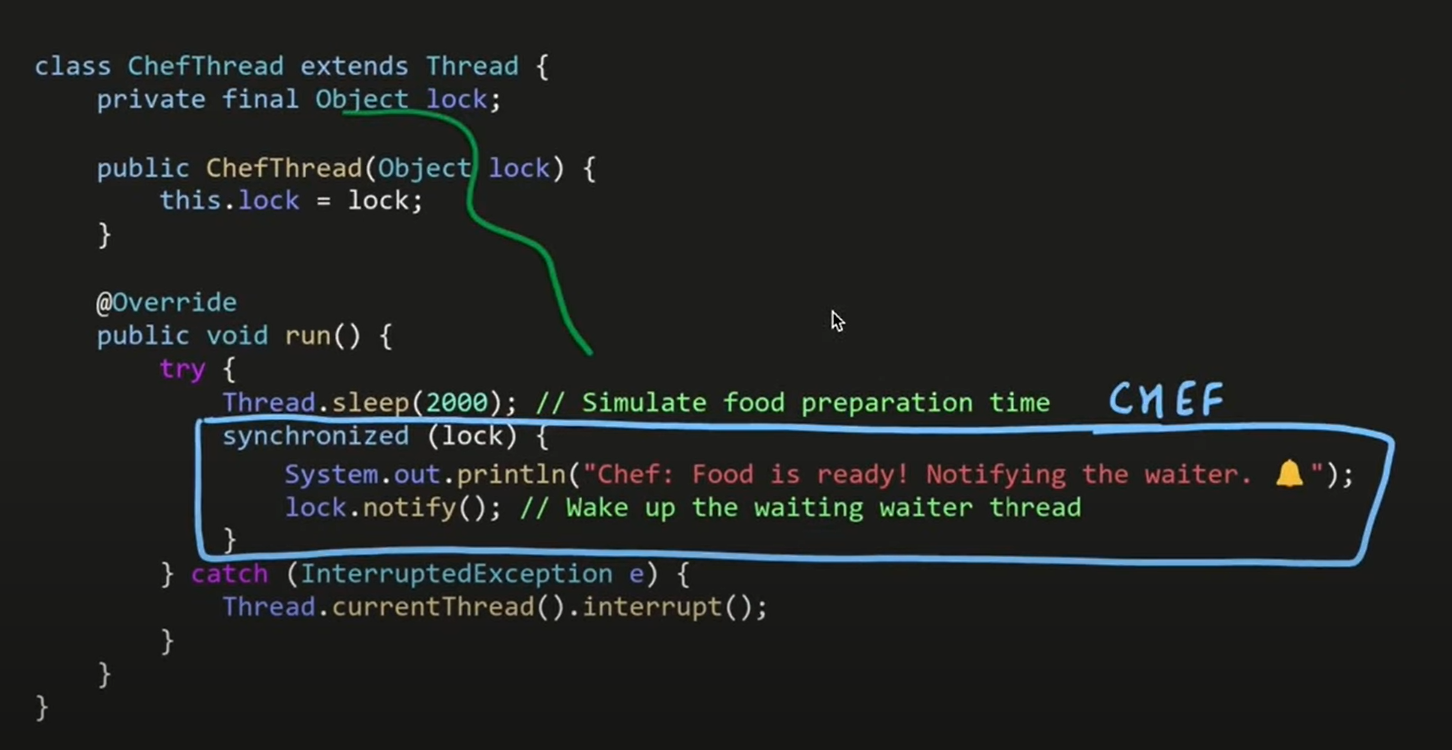 class ChefThread extends Thread {
private final Object lock;
public ChefThread(Object lock) {
this.lock = lock;
}
@Override
public void run() {
try {
Thread.sleep(2000); // Simulate food preparation time
CHEF
synchronized (lock) {
System.out.println("Chef: Food is ready! Notifying the waiter. 🔔");
lock.notify(); // Wake up the waiting waiter thread
}
} catch (InterruptedException e) {
Thread.currentThread().interrupt();
}
}
}